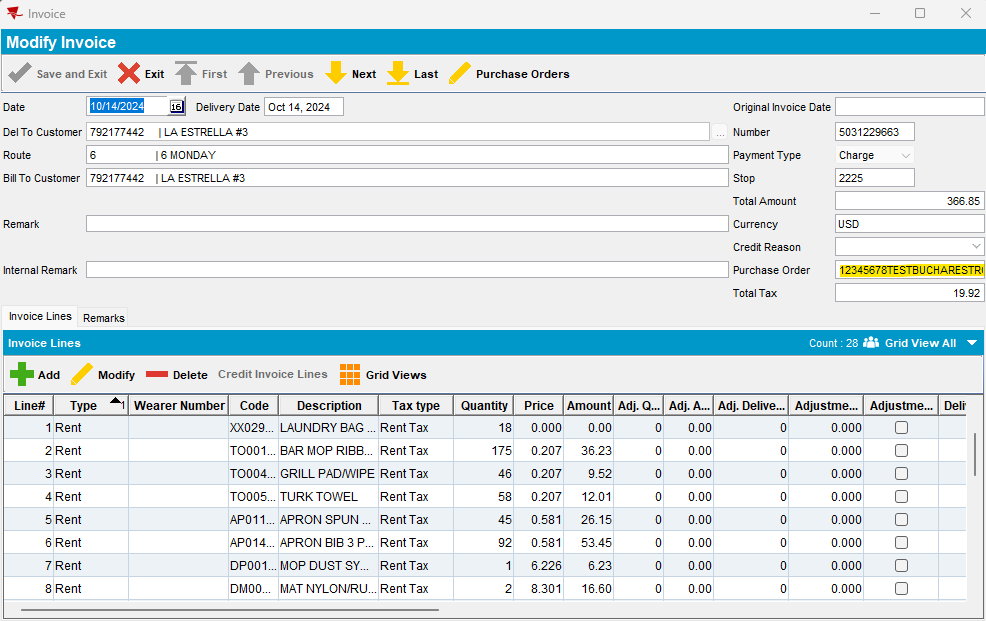 Invoice
Modify Invoice
Save and Exit Exit First Previous Next Last Purchase Orders
Date 10/14/2024 16 Delivery Date Oct 14, 2024 Original Invoice Date
Del To Customer 792177442 | LA ESTRELLA #3 ... Number 5031229663
Route 6 | 6 MONDAY Payment Type Charge
Bill To Customer 792177442 | LA ESTRELLA #3 Stop 2225
Total Amount 366.85
Remark Currency USD
Credit Reason
Internal Remark Purchase Order 12345678TESTBUCHARESTR
Total Tax 19.92
Invoice Lines Remarks
Invoice Lines Count : 28 Grid View All
Add Modify Delete Credit Invoice Lines Grid Views
Line# Type 1 Wearer Number Code Description Tax type Quantity Price Amount Adj. Q... Adj. A... Adj. Delive... Adjustme... Adjustme... Deli
1 Rent XX029... LAUNDRY BAG ... Rent Tax 18 0.000 0.00 0 0.00 0 0.000
2 Rent TO001... BAR MOP RIBB... Rent Tax 175 0.207 36.23 0 0.00 0 0.000
3 Rent TO004... GRILL PAD/WIPE Rent Tax 46 0.207 9.52 0 0.00 0 0.000
4 Rent TO005... TURK TOWEL Rent Tax 58 0.207 12.01 0 0.00 0 0.000
5 Rent AP011... APRON SPUN ... Rent Tax 45 0.581 26.15 0 0.00 0 0.000
6 Rent AP014... APRON BIB 3 P... Rent Tax 92 0.581 53.45 0 0.00 0 0.000
7 Rent DP001... MOP DUST SY... Rent Tax 1 6.226 6.23 0 0.00 0 0.000
8 Rent DM00... MAT NYLON/RU... Rent Tax 2 8.301 16.60 0 0.00 0 0.000